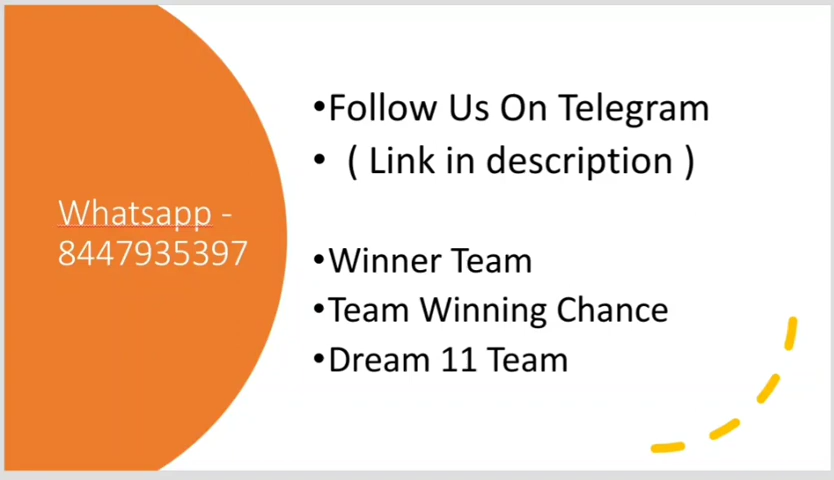 Whatsapp -
8447935397
•Follow Us On Telegram
• ( Link in description )
•Winner Team
•Team Winning Chance
•Dream 11 Team